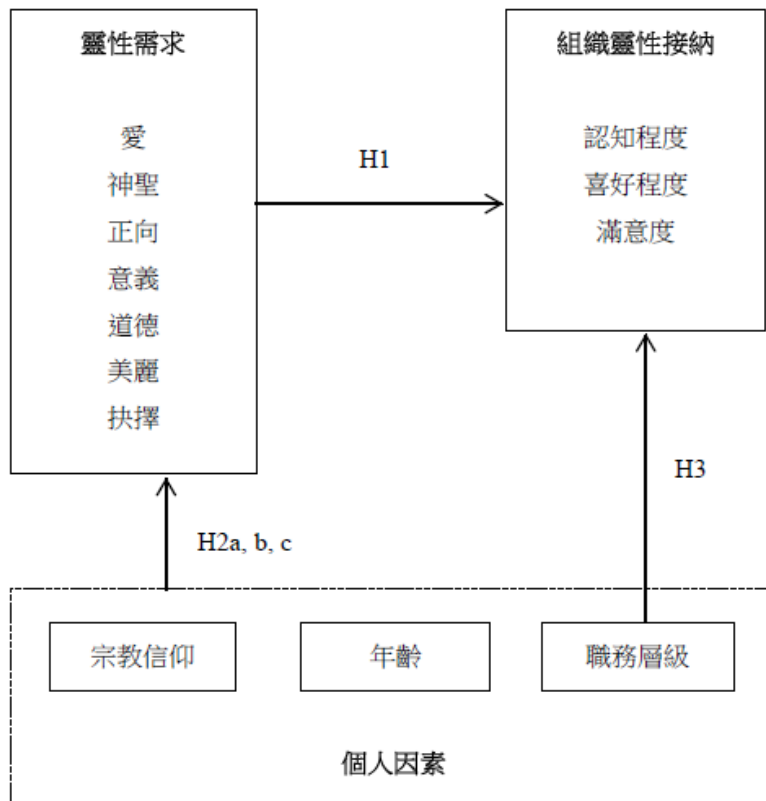 靈性需求
愛
神聖
正向
意義
道德
美麗
抉擇
H1
組織靈性接納
認知程度
喜好程度
滿意度
H2a, b, c
H3
宗教信仰
年齡
職務層級
個人因素